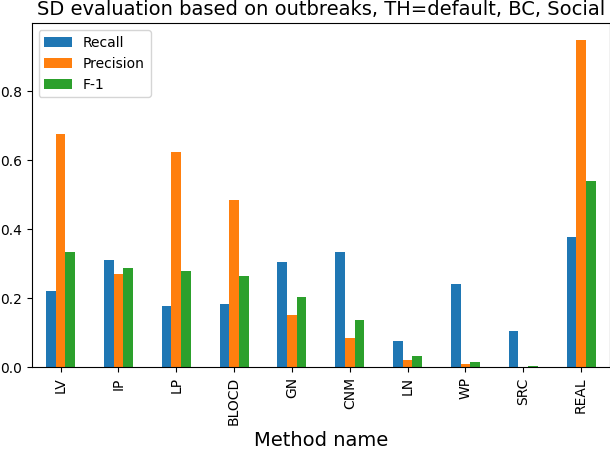 SD evaluation based on outbreaks, TH=default, BC, Social
Recall
Precision
F-1
0.8
0.6
0.4
0.2
0.0
LV
IP
LP
BLOCD
GN
CNM
LN
WP
SRC
REAL
Method name